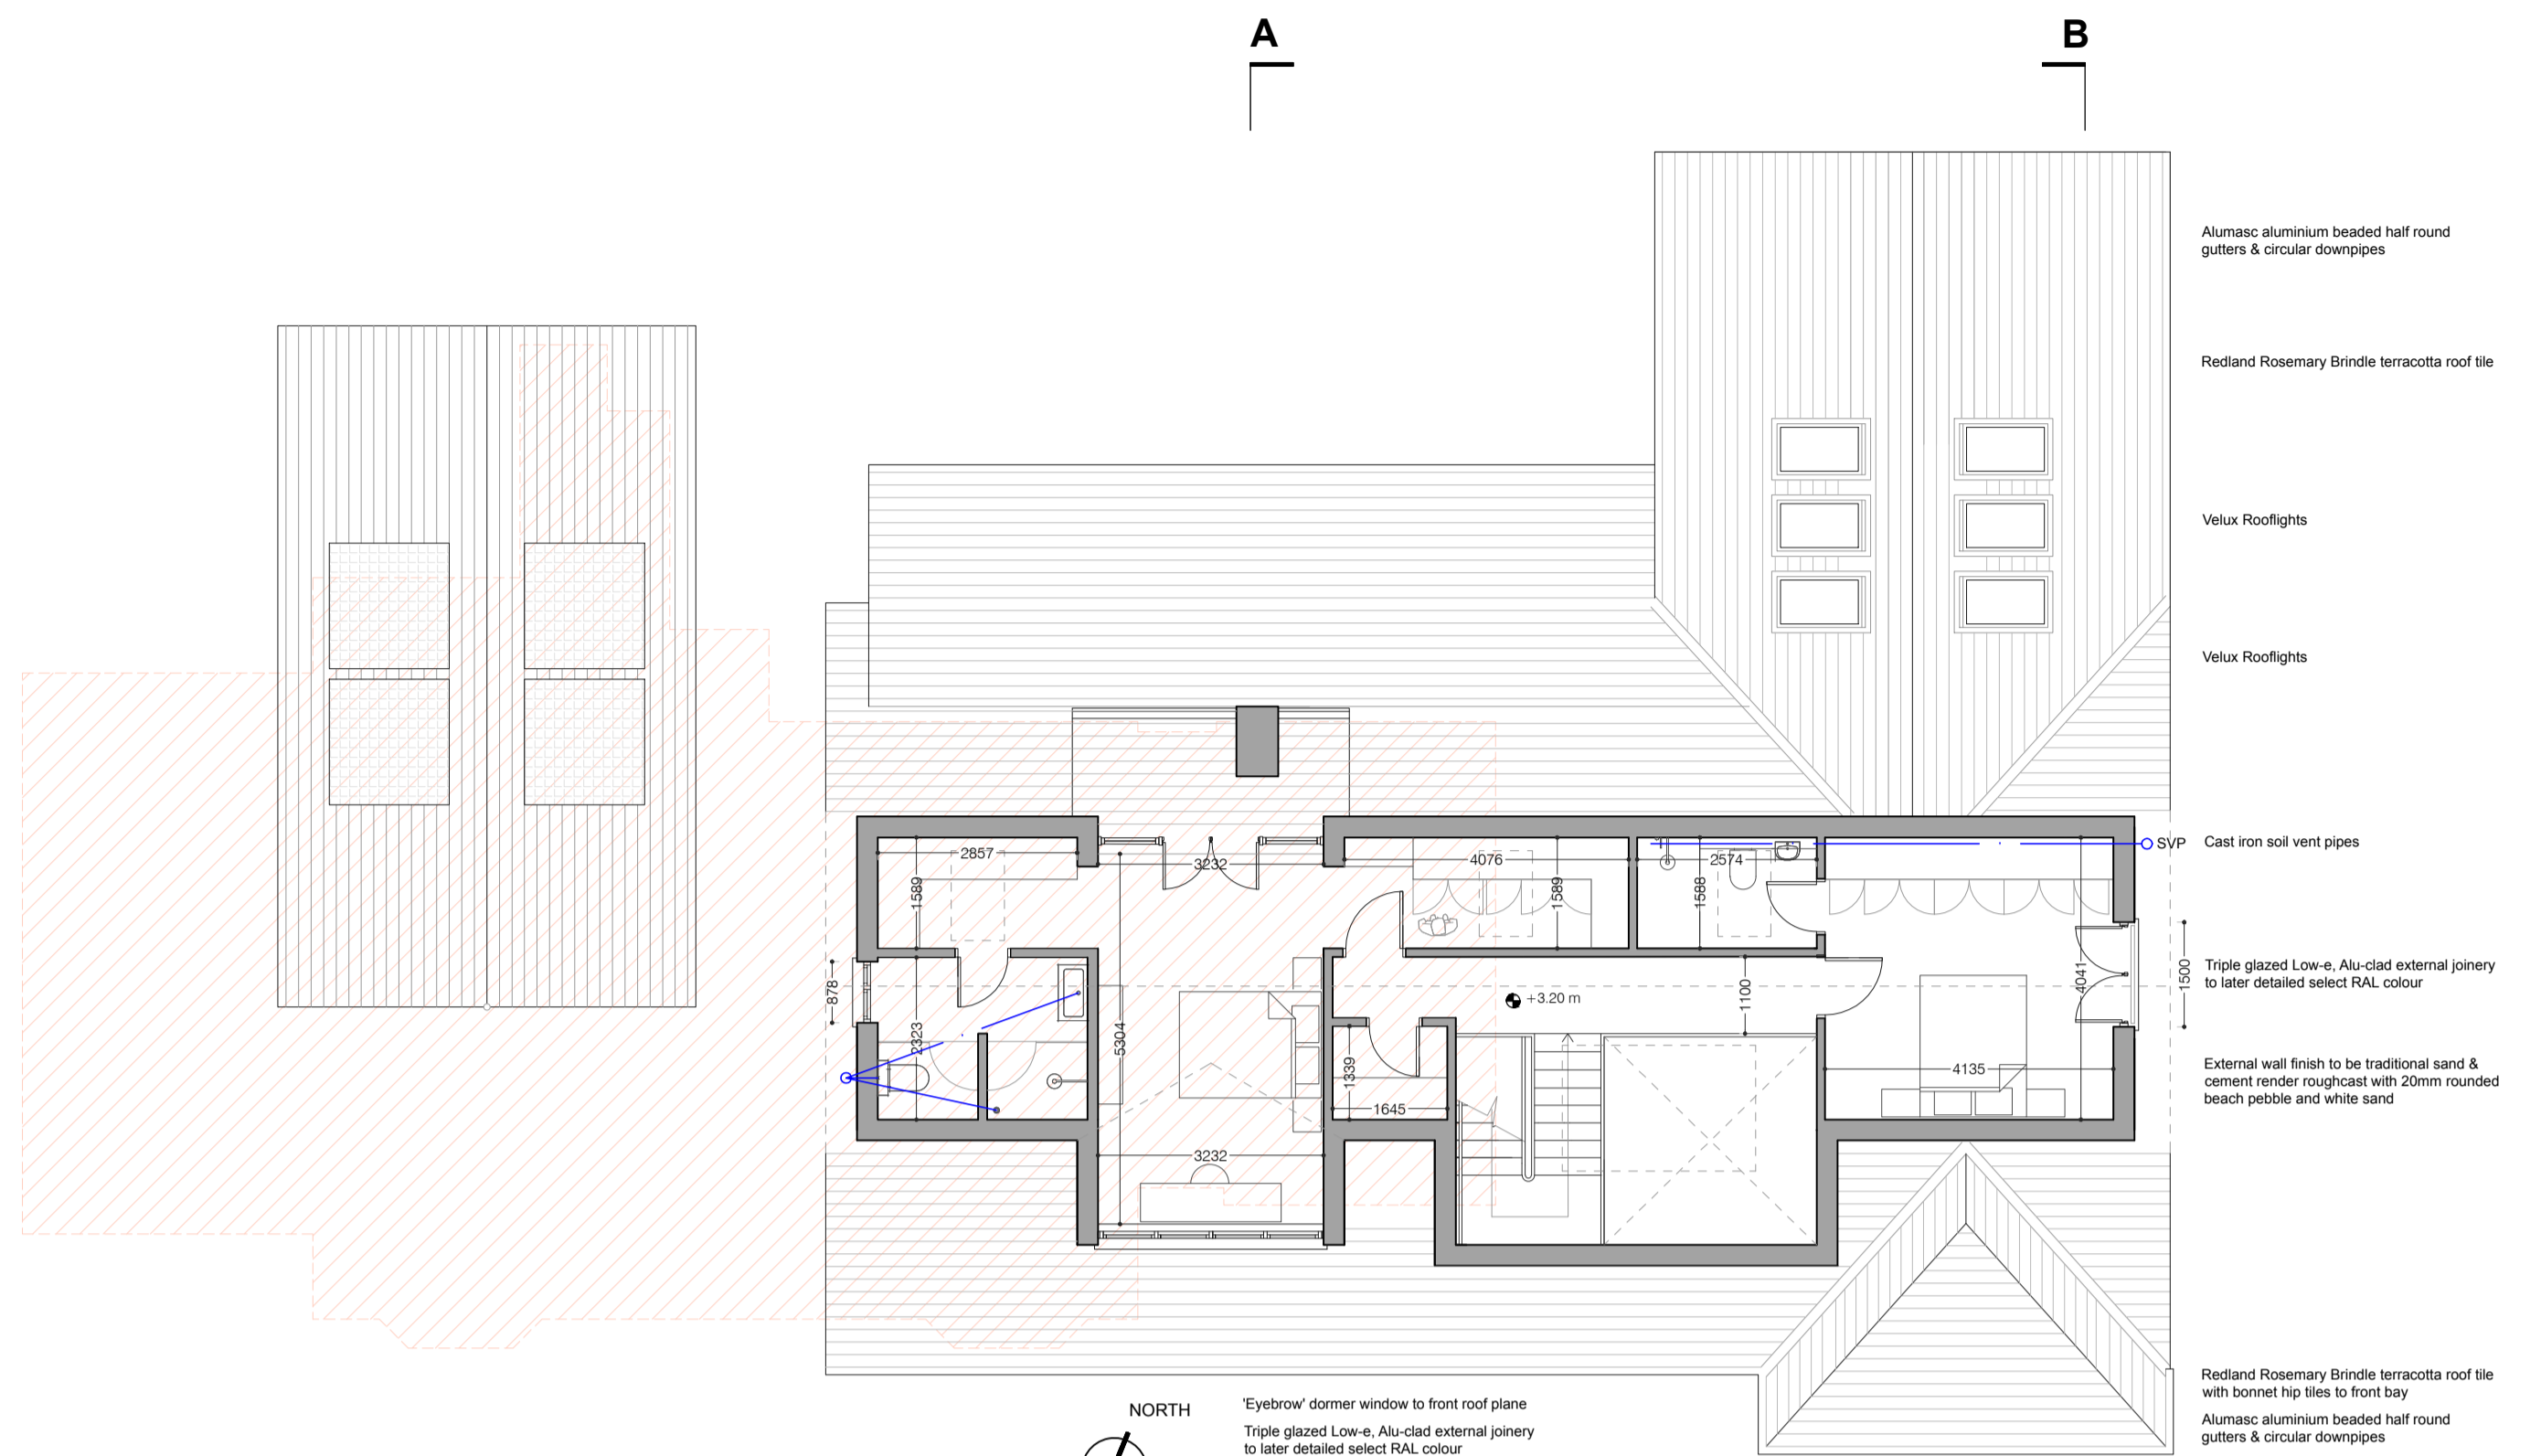 A
B
Alumasc aluminium beaded half round
gutters & circular downpipes
Redland Rosemary Brindle terracotta roof tile
Velux Rooflights
Velux Rooflights
SVP
Cast iron soil vent pipes
2857
3232
4076
2574
1589
1589
1588
878
2323
5304
+3.20 m
1100
4041
1500
Triple glazed Low-e, Alu-clad external joinery
to later detailed select RAL colour
1339
1645
4135
External wall finish to be traditional sand &
cement render roughcast with 20mm rounded
beach pebble and white sand
3232
Redland Rosemary Brindle terracotta roof tile
with bonnet hip tiles to front bay
Alumasc aluminium beaded half round
gutters & circular downpipes
NORTH
'Eyebrow' dormer window to front roof plane
Triple glazed Low-e, Alu-clad external joinery
to later detailed select RAL colour